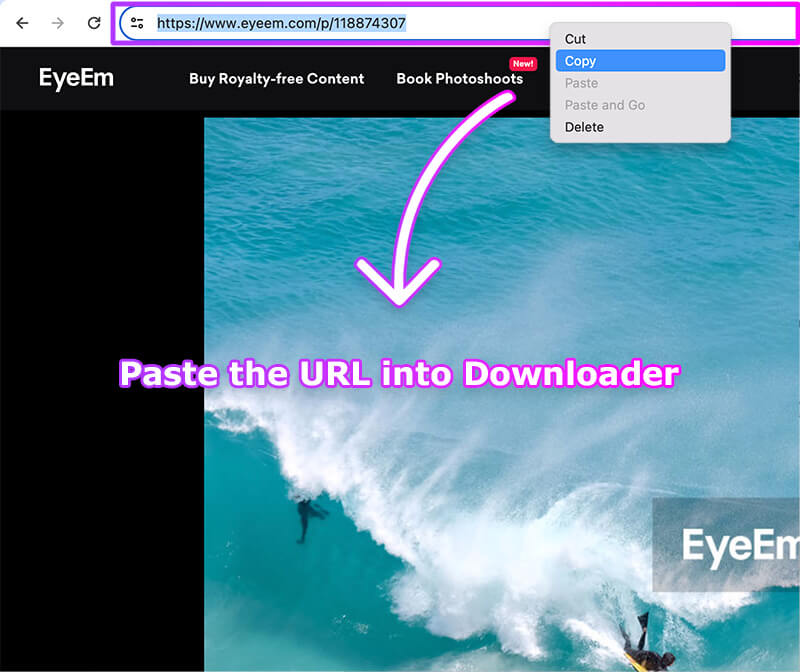 https://www.eyeem.com/p/118874307
Cut
Copy
Paste
Paste and Go
Delete
EyeEm
Buy Royalty-free Content
Book Photoshoots
New!
Paste the URL into Downloader
EyeEm